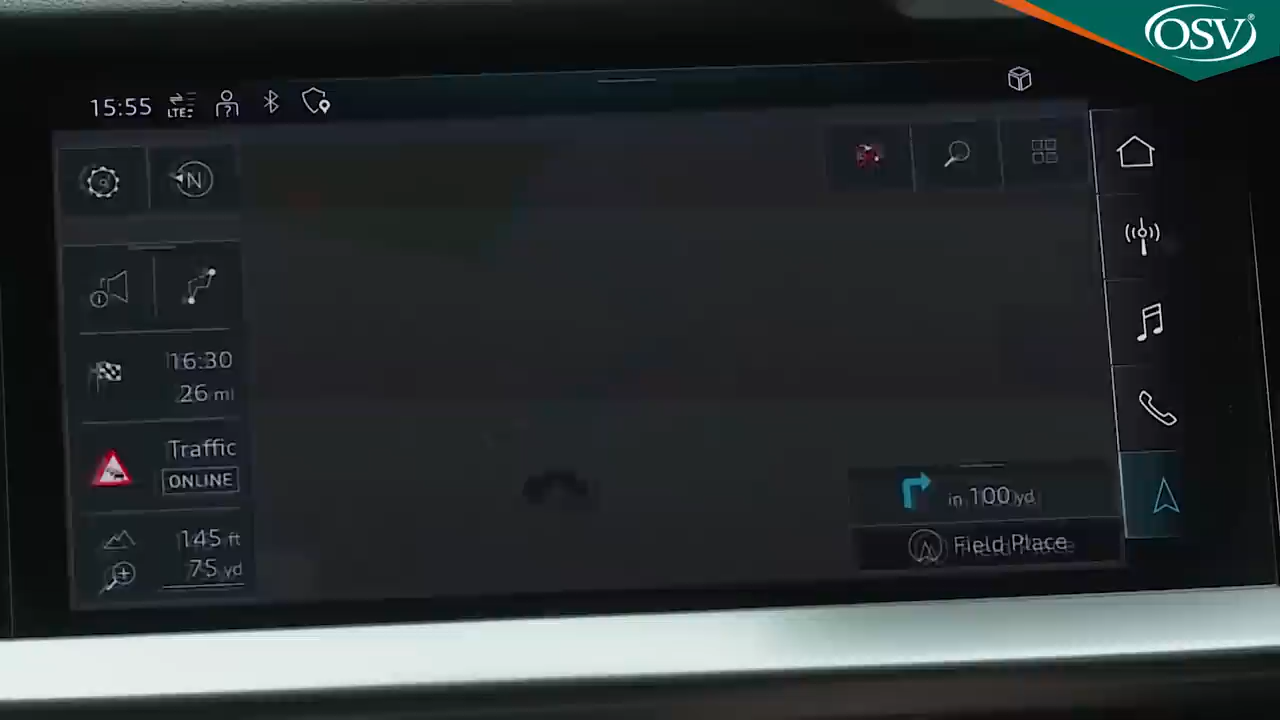 OSV®
15:55
LTE
N
16:30
26 mi
Traffic
ONLINE
145 ft
75 yd
in 100 yd
Field Place